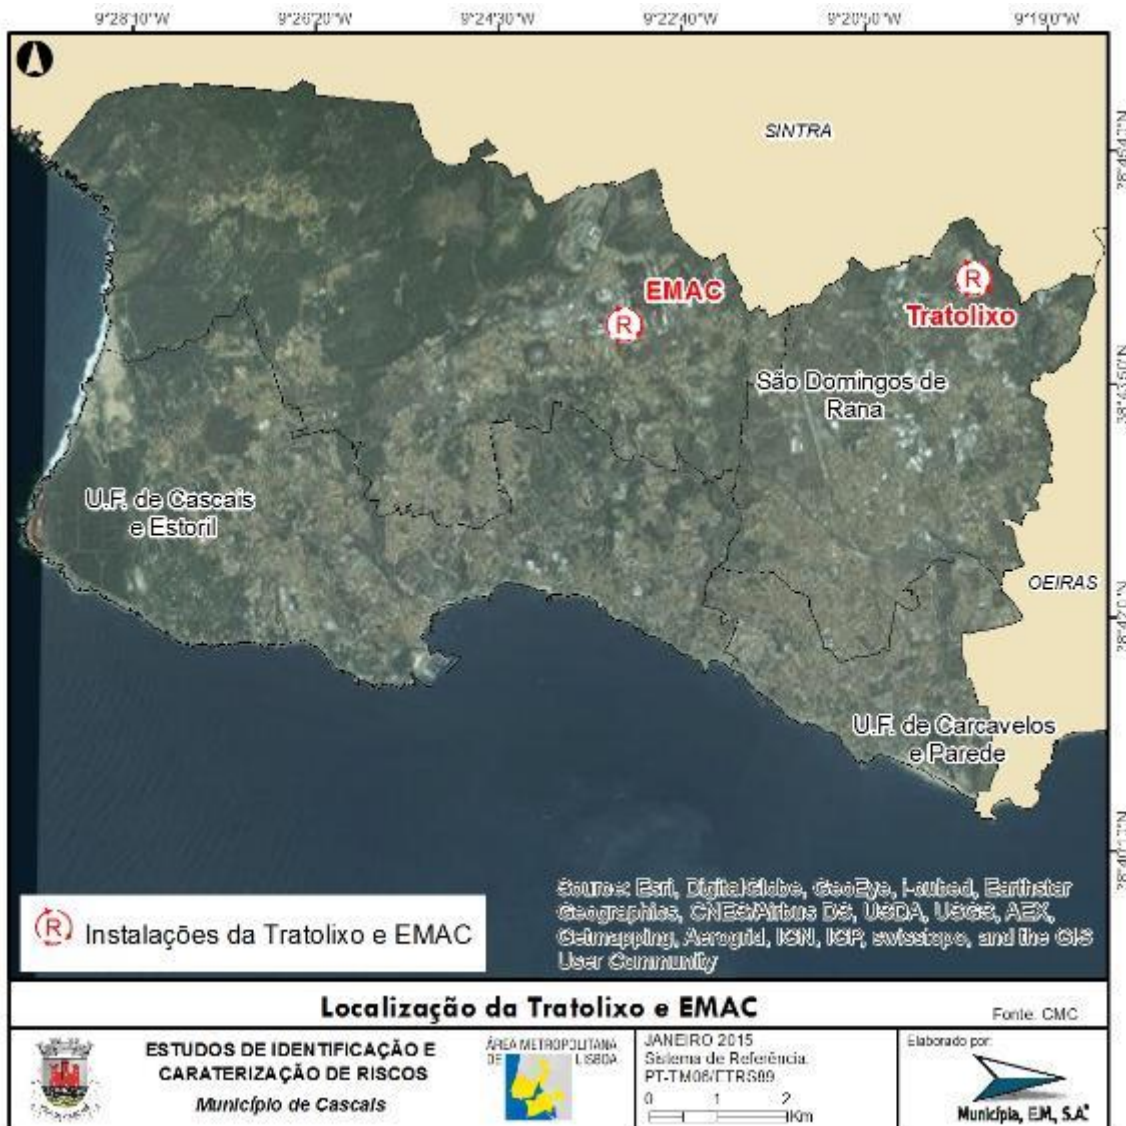 9°28'10"W 9°26'20"W 9°24'30"W 9°22'40"W 9°20'50"W 9°19'0"W
SINTRA
EMAC
Tratolixo
São Domingos de
Rana
U.F. de Cascais
e Estoril
OEIRAS
U.F. de Carcavelos
e Parede
R Instalações da Tratolixo e EMAC
Source: Esri, DigitalGlobe, GeoEye, i-cubed, Earthstar
Geographics, CNES/Airbus DS, USDA, USGS, AEX,
Getmapping, Aerogrid, IGN, IGP, swisstopo, and the GIS
User Community
Localização da Tratolixo e EMAC
Fonte: CMC
ESTUDOS DE IDENTIFICAÇÃO E
CARATERIZAÇÃO DE RISCOS
Município de Cascais
ÁREA METROPOLITANA
DE LISBOA
JANEIRO 2015
Sistema de Referência:
PT-TM06/ETRS89
0 1 2
Km
Elaborado por:
Municípia, E.M., S.A.